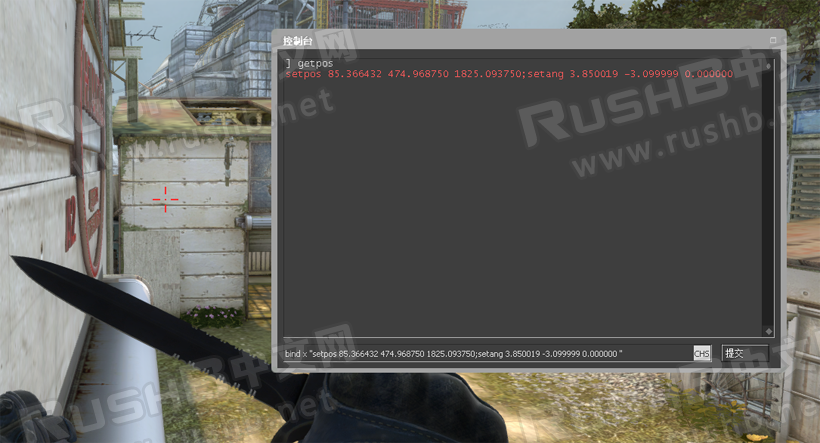 控制台
] getpos
setpos 85.366432 474.968750 1825.093750;setang 3.850019 -3.099999 0.000000
bind x "setpos 85.366432 474.968750 1825.093750;setang 3.850019 -3.099999 0.000000 "
CHS
提交
RUSHB中文网
www.rushb.net
12